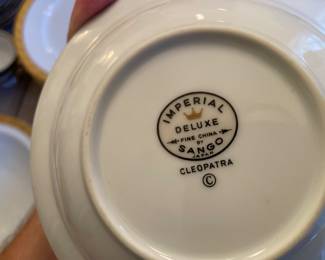 IMPERIAL
DELUXE
FINE CHINA
BY
SANGO
JAPAN
CLEOPATRA
©